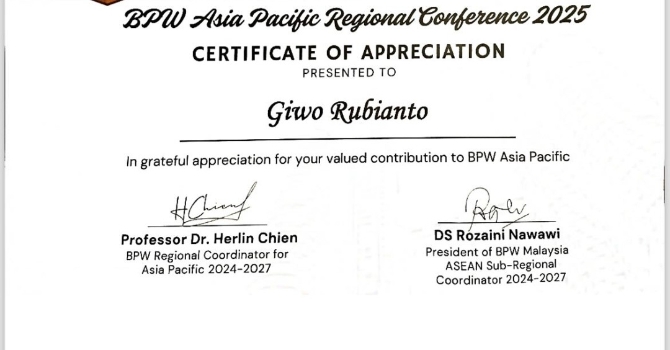 BPW Asia Pacific Regional Conference 2025
CERTIFICATE OF APPRECIATION
PRESENTED TO
Giwo Rubianto
In grateful appreciation for your valued contribution to BPW Asia Pacific
HChienf
Professor Dr. Herlin Chien
BPW Regional Coordinator for
Asia Pacific 2024-2027
DS Rozaini Nawawi
President of BPW Malaysia
ASEAN Sub-Regional
Coordinator 2024-2027